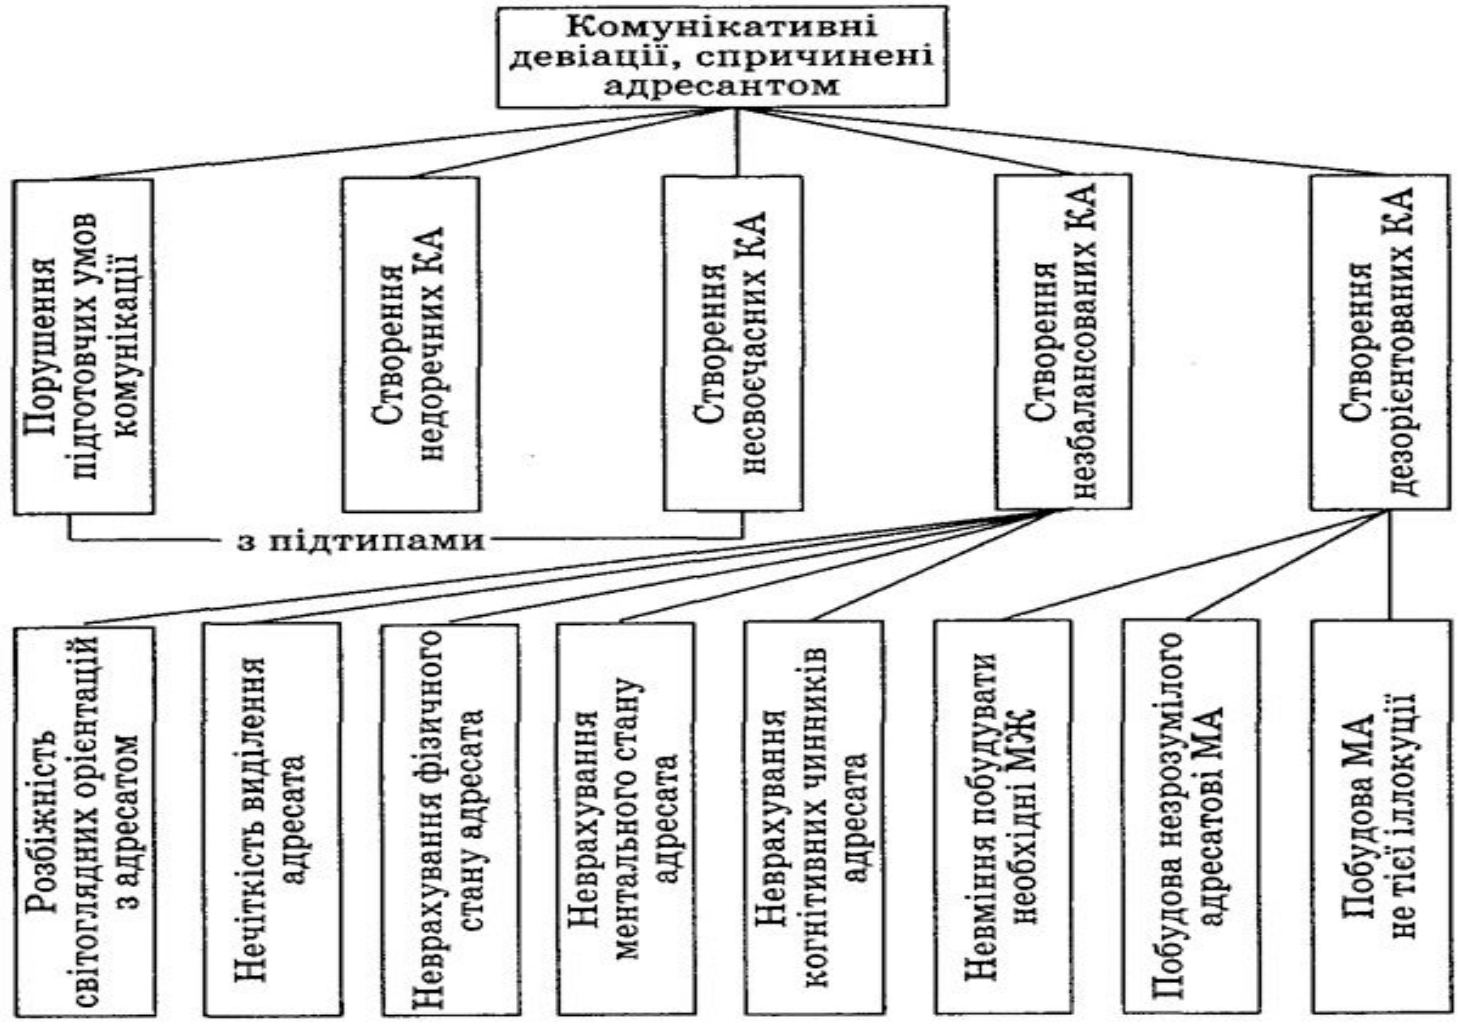 Комунікативні
девіації, спричинені
адресантом
Порушення
підготовчих умов
комунікації
Створення
недоречних КА
Створення
несвоєчасних КА
Створення
незбалансованих КА
Створення
дезорієнтованих КА
з підтипами
Розбіжність
світоглядних орієнтацій
з адресатом
Нечіткість виділення
адресата
Неврахування фізичного
стану адресата
Неврахування
ментального стану
адресата
Неврахування
когнітивних чинників
адресата
Невміння побудувати
необхідні МЖ
Побудова незрозумілого
адресатові МА
Побудова МА
не тієї іллокуції